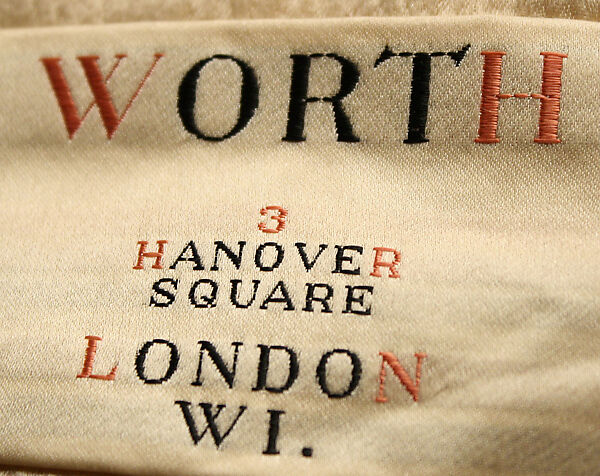 WORTH
3
HANOVER
SQUARE
LONDON
WI.